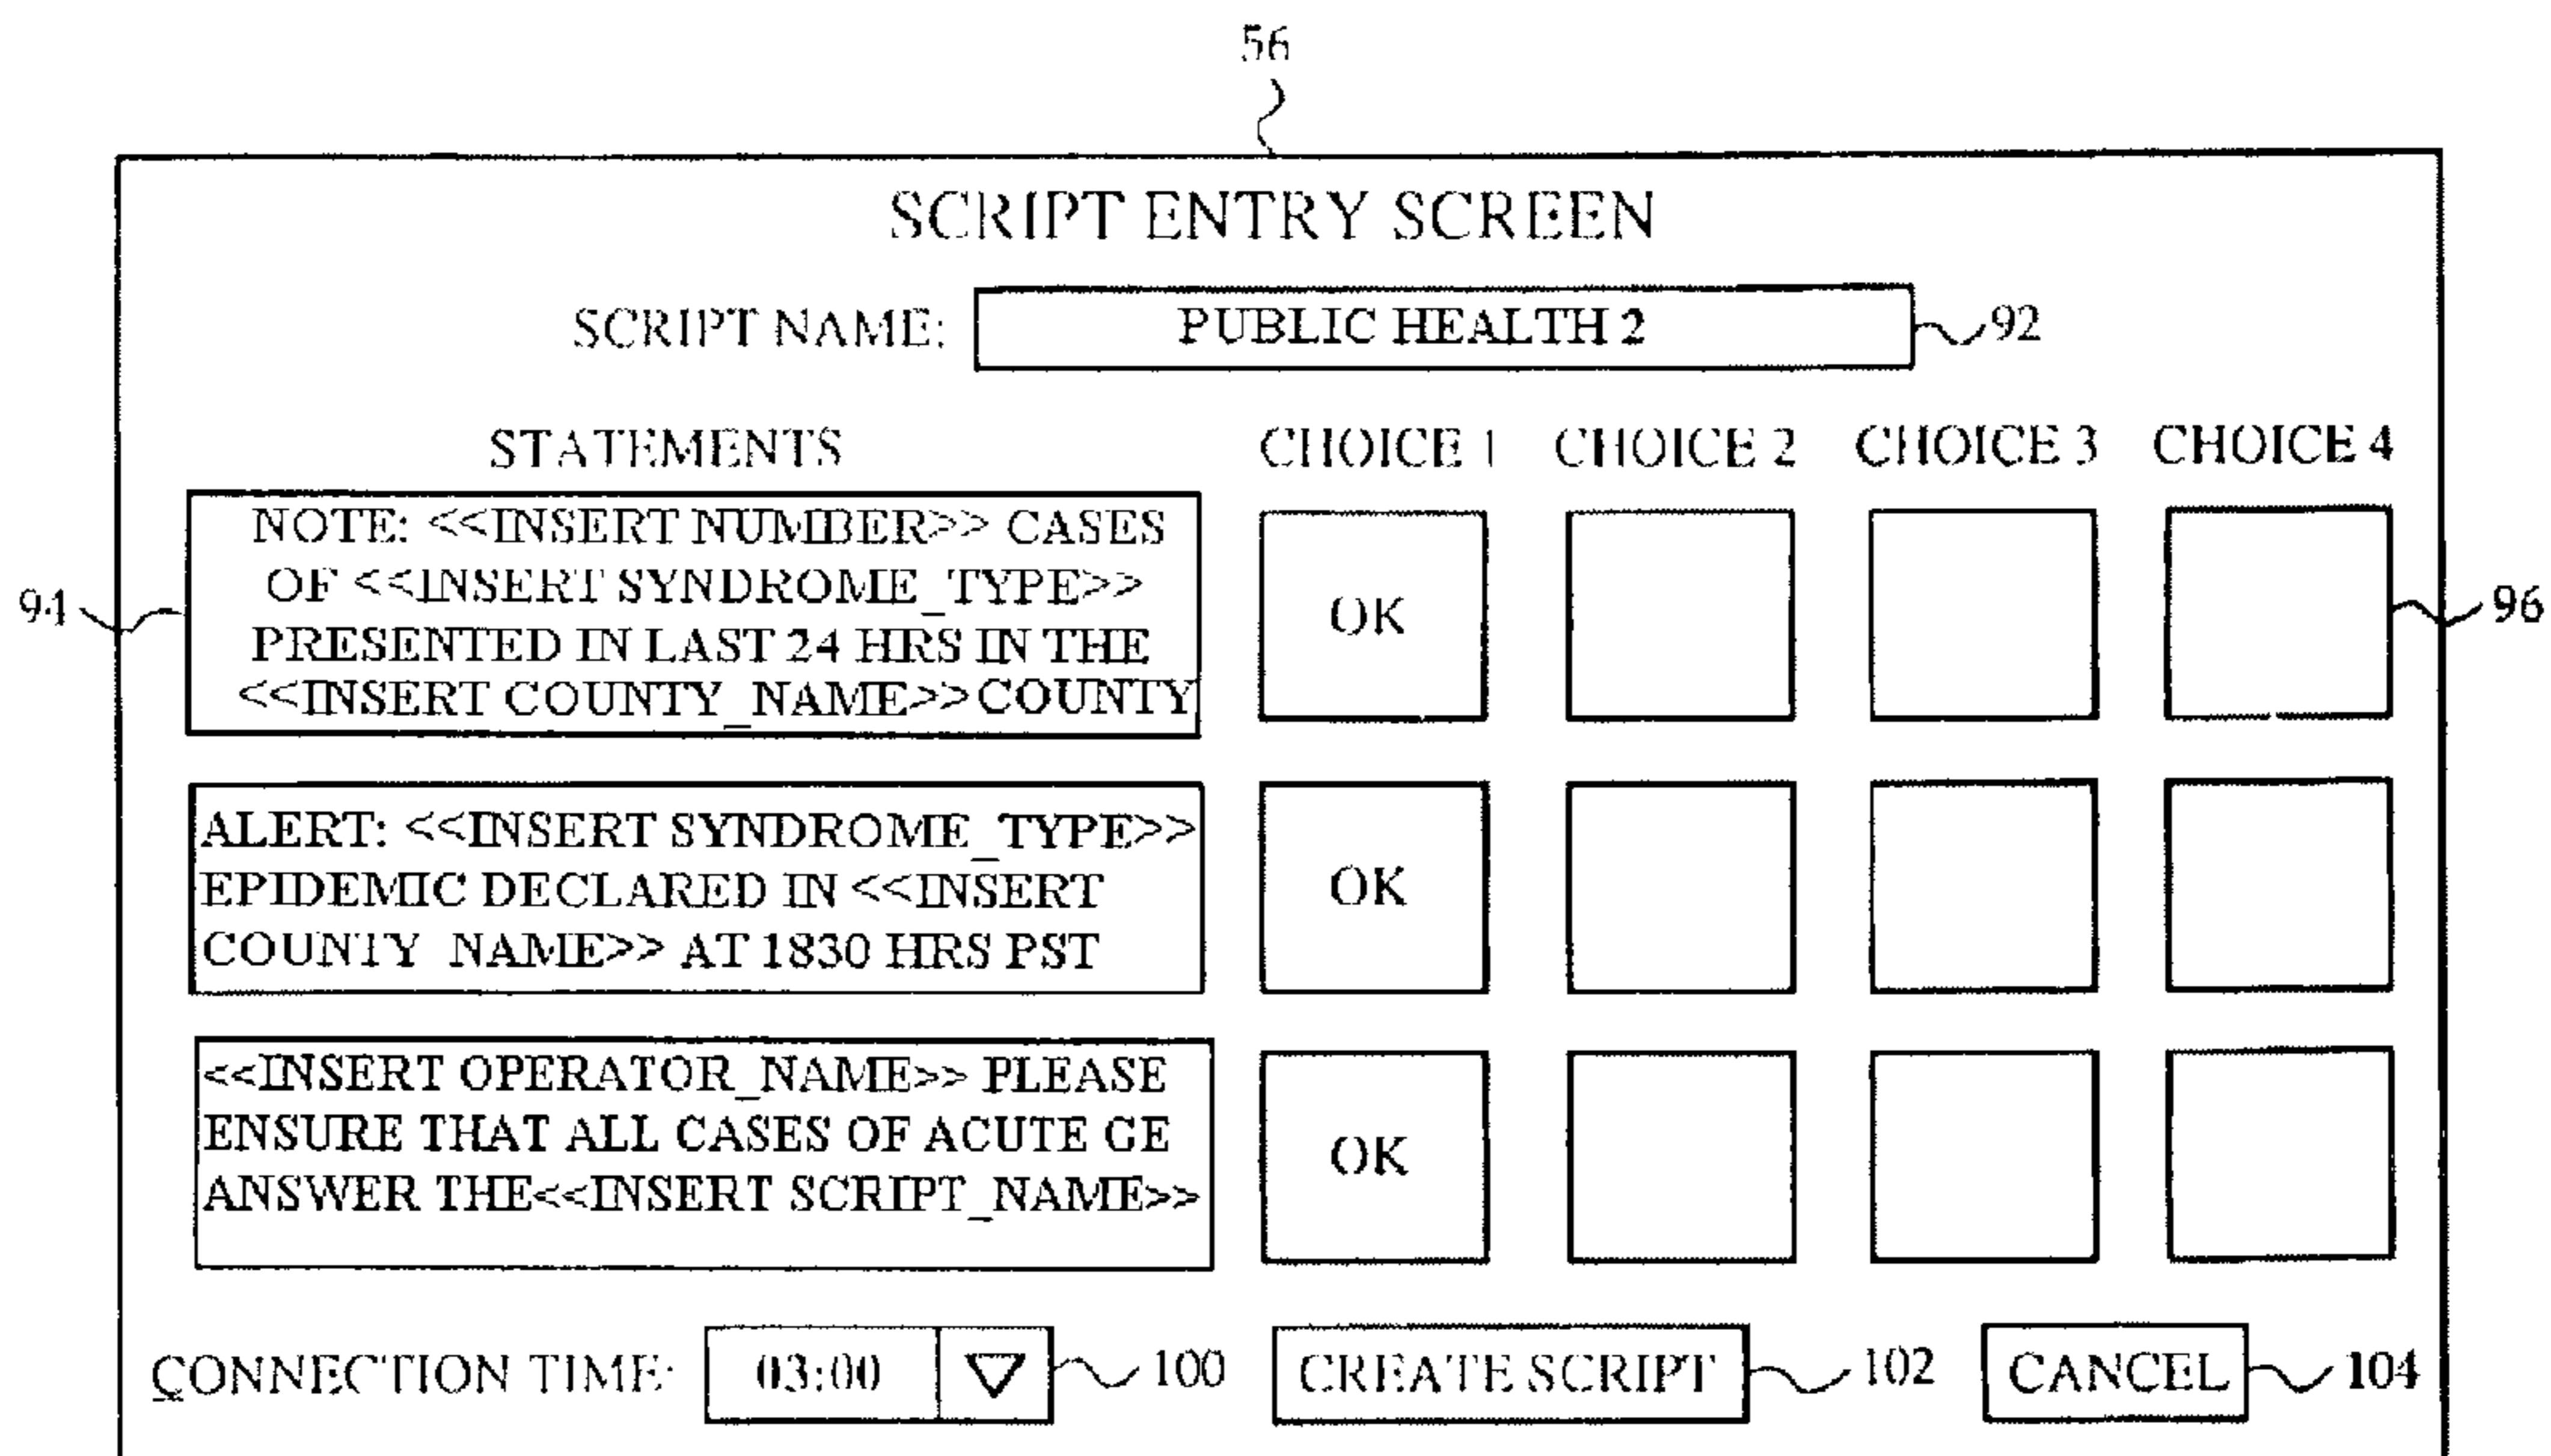 56
SCRIPT ENTRY SCREEN
SCRIPT NAME: PUBLIC HEALTH 2 92
STATEMENTS CHOICE 1 CHOICE 2 CHOICE 3 CHOICE 4
NOTE: <<INSERT NUMBER>> CASES
OF <<INSERT SYNDROME_TYPE>>
PRESENTED IN LAST 24 HRS IN THE
<<INSERT COUNTY_NAME>> COUNTY
OK
94
96
ALERT: <<INSERT SYNDROME_TYPE>>
EPIDEMIC DECLARED IN <<INSERT
COUNTY NAME>> AT 1830 HRS PST
OK
<<INSERT OPERATOR_NAME>> PLEASE
ENSURE THAT ALL CASES OF ACUTE GE
ANSWER THE<<INSERT SCRIPT_NAME>>
OK
CONNECTION TIME: 03:00 100 CREATE SCRIPT 102 CANCEL 104